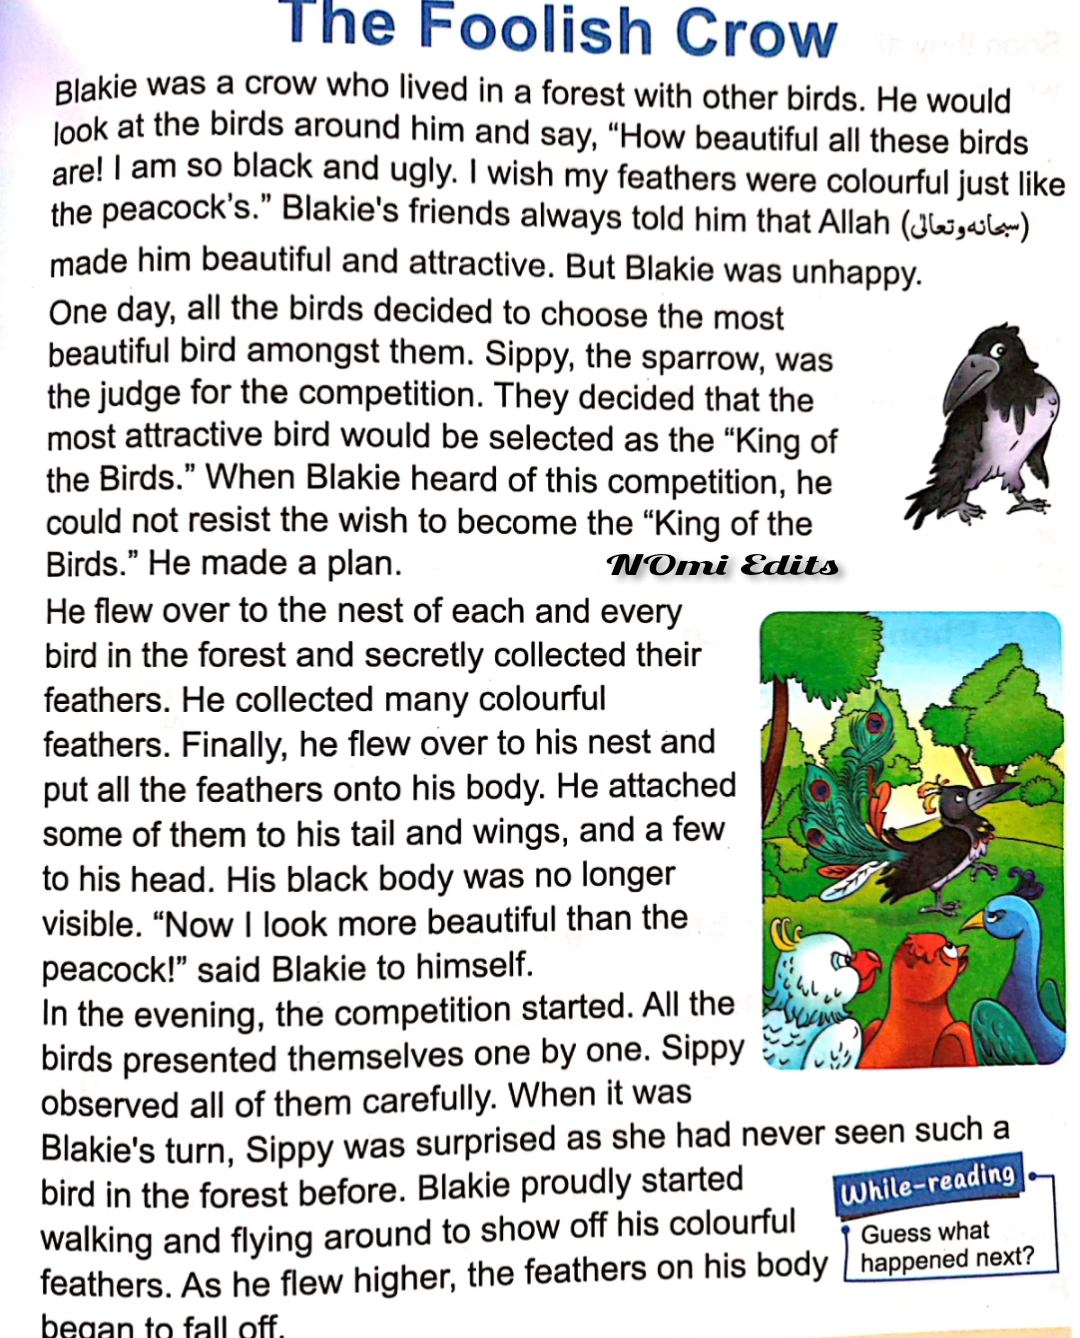 The Foolish Crow
Blakie was a crow who lived in a forest with other birds. He would
look at the birds around him and say, “How beautiful all these birds
are! I am so black and ugly. I wish my feathers were colourful just like
the peacock's.” Blakie's friends always told him that Allah (سبحانه وتعالى)
made him beautiful and attractive. But Blakie was unhappy.
One day, all the birds decided to choose the most
beautiful bird amongst them. Sippy, the sparrow, was
the judge for the competition. They decided that the
most attractive bird would be selected as the “King of
the Birds.” When Blakie heard of this competition, he
could not resist the wish to become the “King of the
Birds.” He made a plan.
NOmi Edits
He flew over to the nest of each and every
bird in the forest and secretly collected their
feathers. He collected many colourful
feathers. Finally, he flew over to his nest and
put all the feathers onto his body. He attached
some of them to his tail and wings, and a few
to his head. His black body was no longer
visible. “Now I look more beautiful than the
peacock!” said Blakie to himself.
In the evening, the competition started. All the
birds presented themselves one by one. Sippy
observed all of them carefully. When it was
Blakie's turn, Sippy was surprised as she had never seen such a
bird in the forest before. Blakie proudly started
walking and flying around to show off his colourful
feathers. As he flew higher, the feathers on his body
began to fall off.
While-reading
Guess what
happened next?